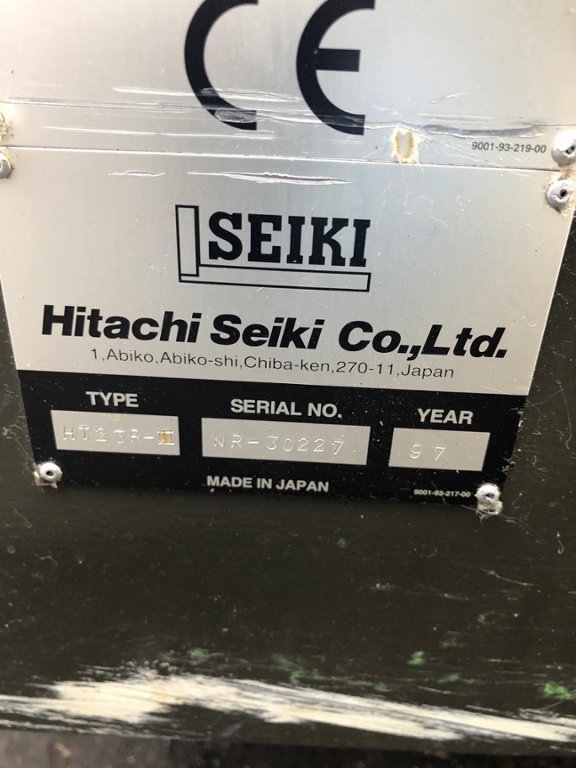 CE
9001-93-219-00
SEIKI
Hitachi Seiki Co.,Ltd.
1,Abiko,Abiko-shi,Chiba-ken,270-11,Japan
TYPE SERIAL NO. YEAR
NR-30227 97
MADE IN JAPAN 9001-93-217-00